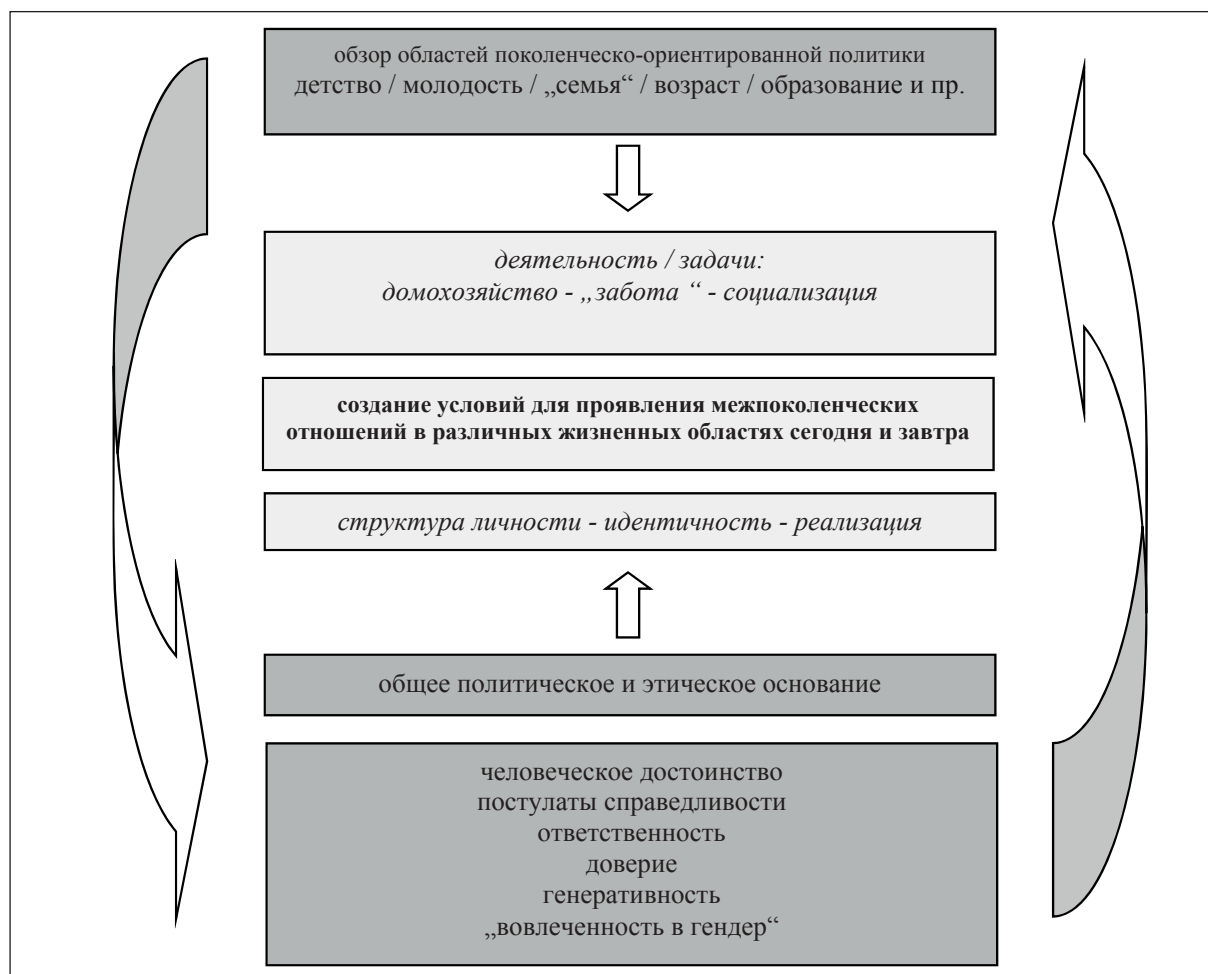 обзор областей поколенческо-ориентированной политики
детство / молодость / „семья“ / возраст / образование и пр.
деятельность / задачи:
домохозяйство - „забота “ - социализация
создание условий для проявления межпоколенческих
отношений в различных жизненных областях сегодня и завтра
структура личности - идентичность - реализация
общее политическое и этическое основание
человеческое достоинство
постулаты справедливости
ответственность
доверие
генеративность
„вовлеченность в гендер“